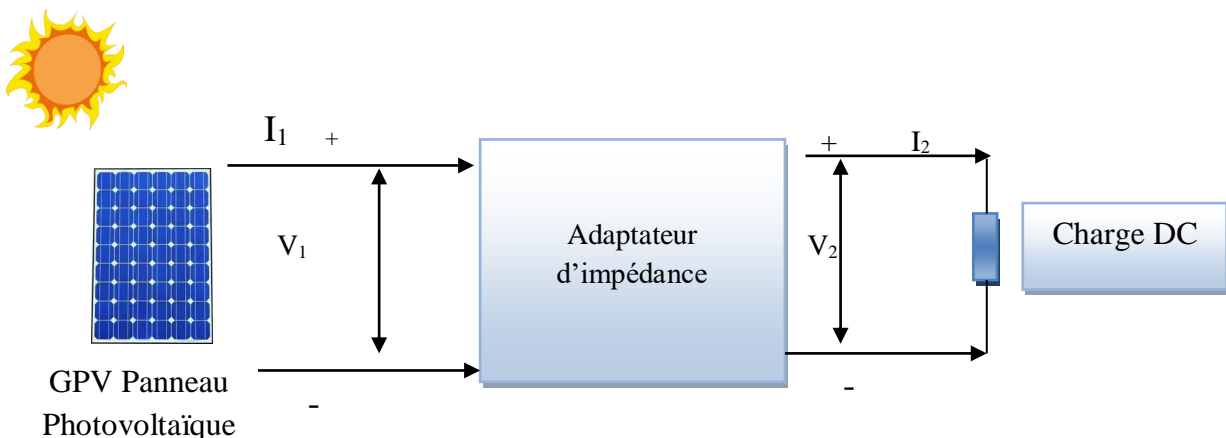 I₁ +
+ I₂
V₁
Adaptateur
d’impédance
V₂
Charge DC
GPV Panneau
Photovoltaïque
-
-